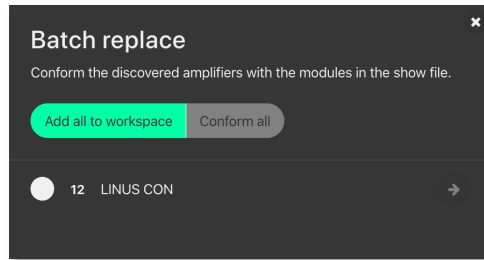 Batch replace
Conform the discovered amplifiers with the modules in the show file.
Add all to workspace Conform all
12 LINUS CON